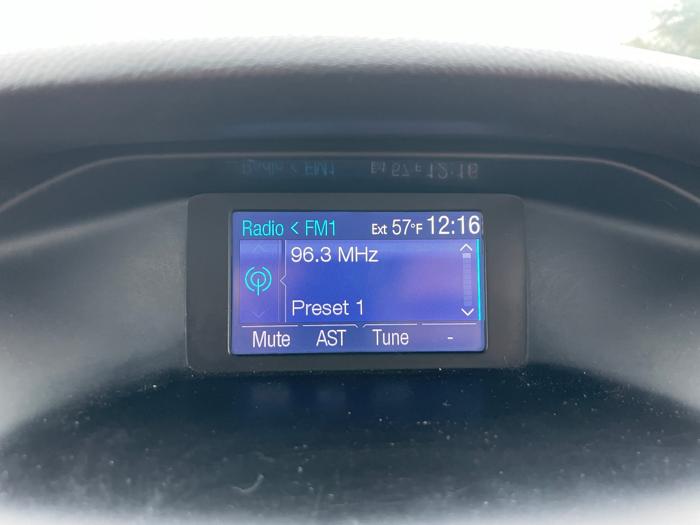 Radio < FM1 Ext 57°F 12:16
96.3 MHz
Preset 1
Mute AST Tune -